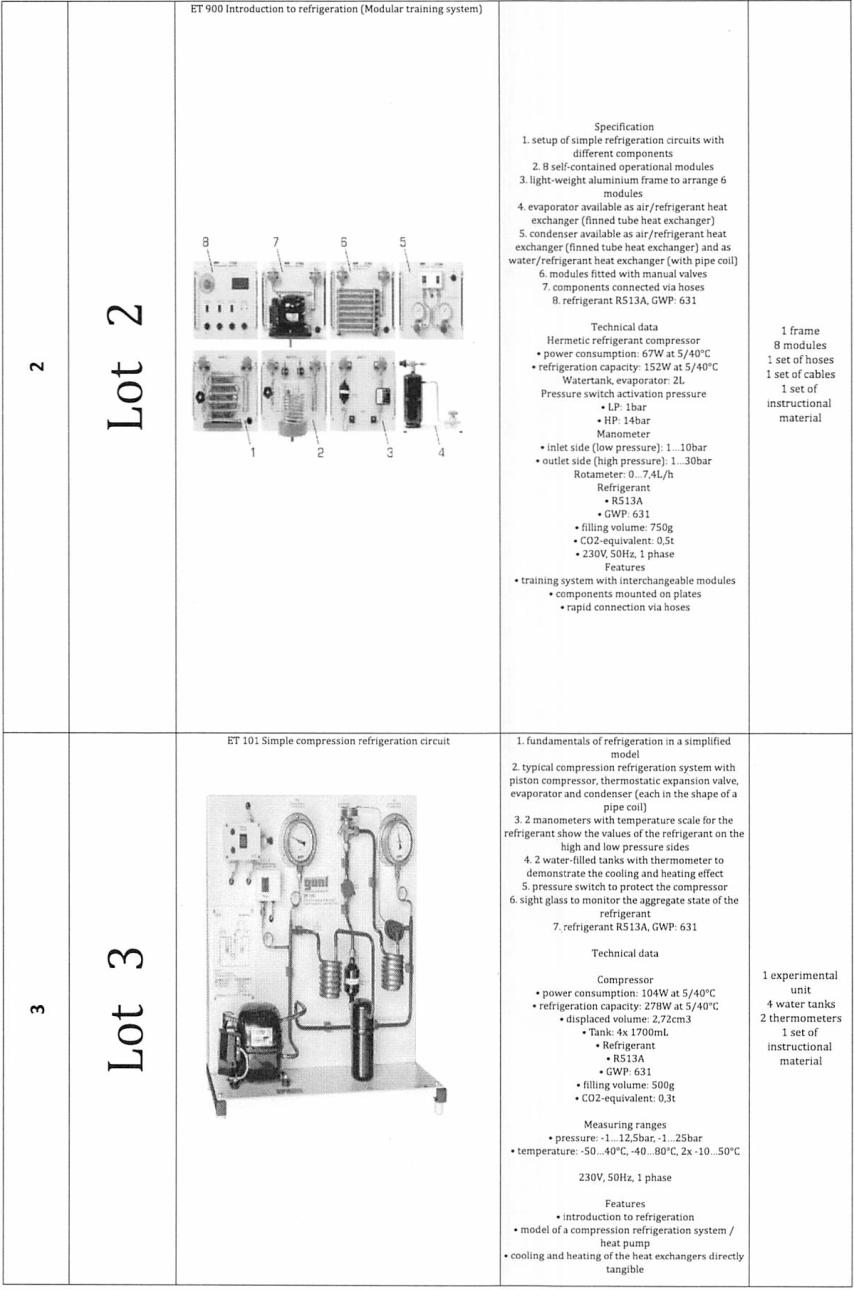 2
Lot 2
ET 900 Introduction to refrigeration (Modular training system)
8 7 6 5
1 2 3 4
Specification
1. setup of simple refrigeration circuits with
different components
2. 8 self-contained operational modules
3. light-weight aluminium frame to arrange 6
modules
4. evaporator available as air/refrigerant heat
exchanger (finned tube heat exchanger)
5. condenser available as air/refrigerant heat
exchanger (finned tube heat exchanger) and as
water/refrigerant heat exchanger (with pipe coil)
6. modules fitted with manual valves
7. components connected via hoses
8. refrigerant R513A, GWP: 631
Technical data
Hermetic refrigerant compressor
• power consumption: 67W at 5/40°C
• refrigeration capacity: 152W at 5/40°C
Watertank, evaporator: 2L
Pressure switch activation pressure
• LP: 1bar
• HP: 14bar
Manometer
• inlet side (low pressure): 1...10bar
• outlet side (high pressure): 1...30bar
Rotameter: 0...7,4L/h
Refrigerant
• R513A
• GWP: 631
• filling volume: 750g
• CO2-equivalent: 0,5t
• 230V, 50Hz, 1 phase
Features
• training system with interchangeable modules
• components mounted on plates
• rapid connection via hoses
1 frame
8 modules
1 set of hoses
1 set of cables
1 set of
instructional
material
3
Lot 3
ET 101 Simple compression refrigeration circuit
gunt
1. fundamentals of refrigeration in a simplified
model
2. typical compression refrigeration system with
piston compressor, thermostatic expansion valve,
evaporator and condenser (each in the shape of a
pipe coil)
3. 2 manometers with temperature scale for the
refrigerant show the values of the refrigerant on the
high and low pressure sides
4. 2 water-filled tanks with thermometer to
demonstrate the cooling and heating effect
5. pressure switch to protect the compressor
6. sight glass to monitor the aggregate state of the
refrigerant
7. refrigerant R513A, GWP: 631
Technical data
Compressor
• power consumption: 104W at 5/40°C
• refrigeration capacity: 278W at 5/40°C
• displaced volume: 2,72cm3
• Tank: 4x 1700mL
• Refrigerant
• R513A
• GWP: 631
• filling volume: 500g
• CO2-equivalent: 0,3t
Measuring ranges
• pressure: -1...12,5bar, -1...25bar
• temperature: -50...40°C, -40...80°C, 2x -10...50°C
230V, 50Hz, 1 phase
Features
• introduction to refrigeration
• model of a compression refrigeration system /
heat pump
• cooling and heating of the heat exchangers directly
tangible
1 experimental
unit
4 water tanks
2 thermometers
1 set of
instructional
material